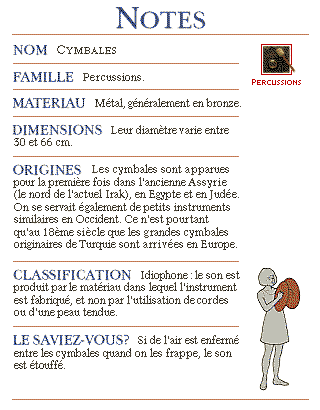 NOTES
NOM CYMBALES
FAMILLE Percussions.
PERCUSSIONS
MATERIAU Métal, généralement en bronze.
DIMENSIONS Leur diamètre varie entre
30 et 66 cm.
ORIGINES Les cymbales sont apparues
pour la première fois dans l'ancienne Assyrie
(le nord de l'actuel Irak), en Egypte et en Judée.
On se servait également de petits instruments
similaires en Occident. Ce n'est pourtant
qu'au 18ème siècle que les grandes cymbales
originaires de Turquie sont arrivées en Europe.
CLASSIFICATION Idiophone : le son est
produit par le matériau dans lequel l'instrument
est fabriqué, et non par l'utilisation de cordes
ou d'une peau tendue.
LE SAVIEZ-VOUS? Si de l'air est enfermé
entre les cymbales quand on les frappe, le son
est étouffé.